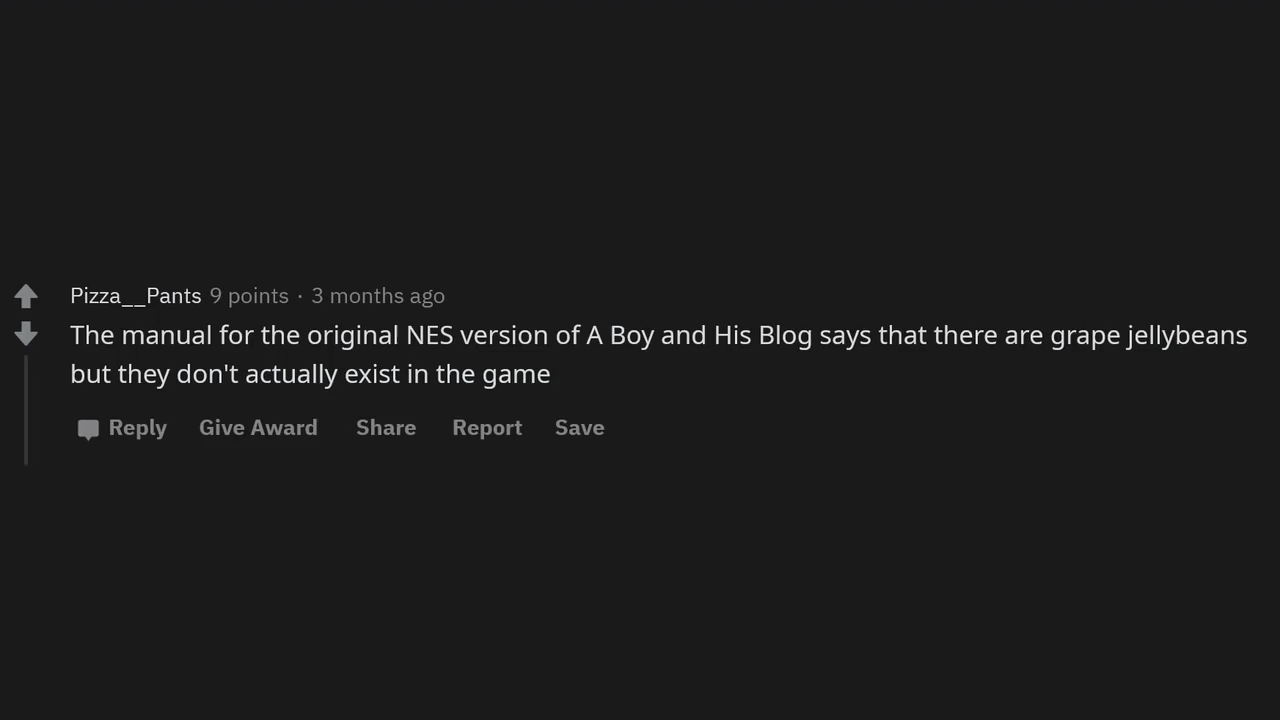 Pizza__Pants 9 points · 3 months ago
The manual for the original NES version of A Boy and His Blog says that there are grape jellybeans
but they don't actually exist in the game
Reply Give Award Share Report Save